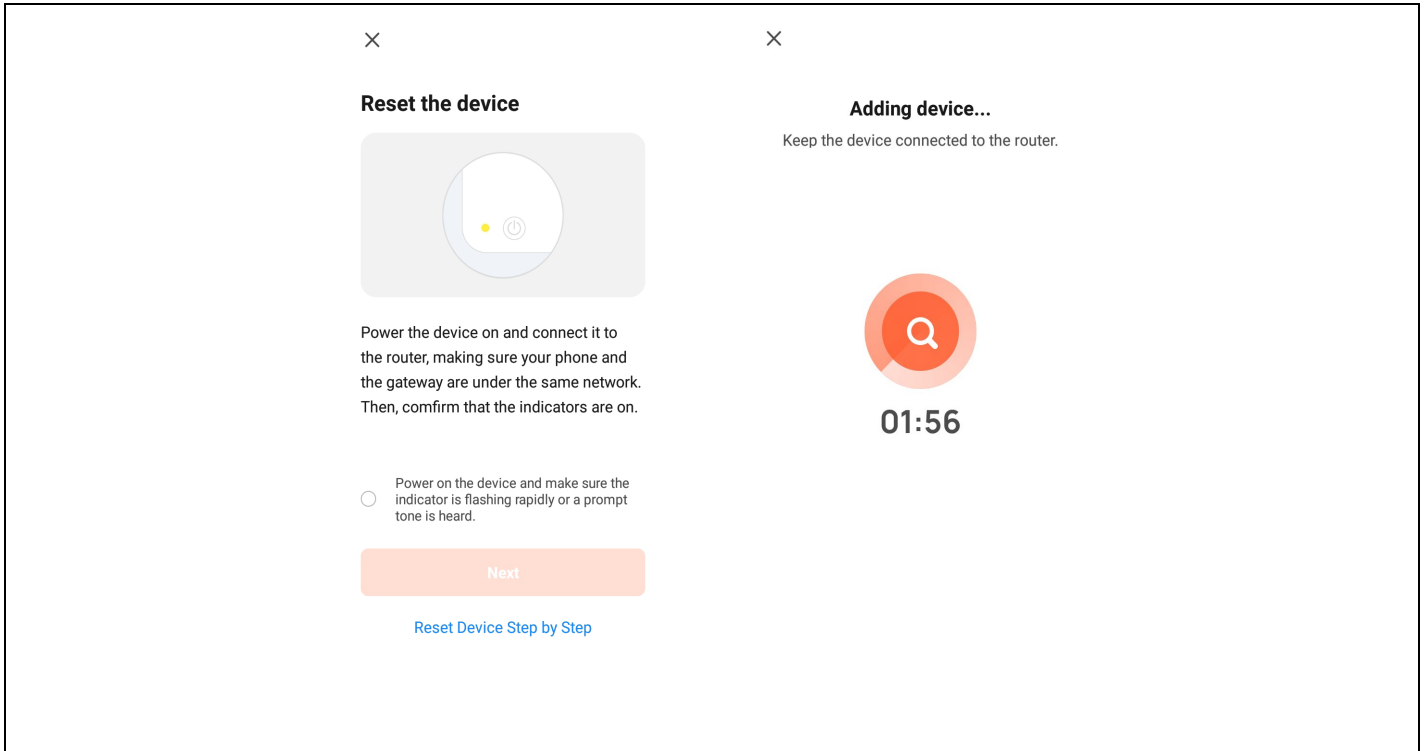 Reset the device
Power the device on and connect it to
the router, making sure your phone and
the gateway are under the same network.
Then, comfirm that the indicators are on.
Power on the device and make sure the
indicator is flashing rapidly or a prompt
tone is heard.
Next
Reset Device Step by Step
Adding device...
Keep the device connected to the router.
01:56